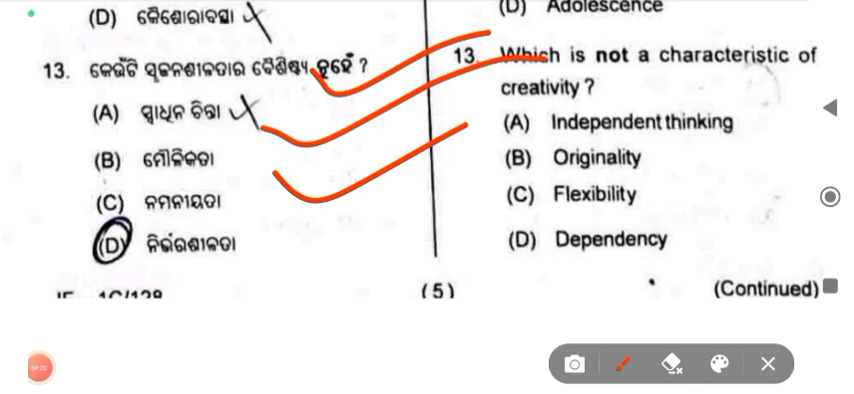 (D) କୈଶୋରାବସ୍ଥା
13. କେଉଁଟି ସୃଜନଶୀଳତାର ବୈଶିଷ୍ଟ୍ୟ ନୁହେଁ ?
(A) ସ୍ୱାଧିନ ଚିନ୍ତା
(B) ମୌଳିକତା
(C) ନମନୀୟତା
(D) ନିର୍ଭରଶୀଳତା
(D) Adolescence
13. Which is not a characteristic of
creativity ?
(A) Independent thinking
(B) Originality
(C) Flexibility
(D) Dependency
(5)
(Continued)